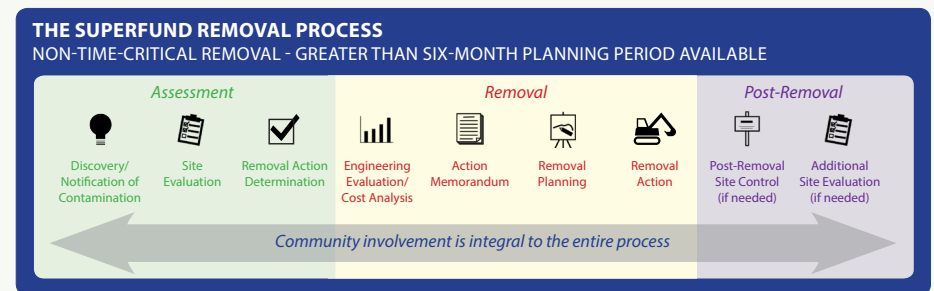 THE SUPERFUND REMOVAL PROCESS
NON-TIME-CRITICAL REMOVAL - GREATER THAN SIX-MONTH PLANNING PERIOD AVAILABLE
Assessment
Discovery/
Notification of
Contamination
Site
Evaluation
Removal Action
Determination
Removal
Engineering
Evaluation/
Cost Analysis
Action
Memorandum
Removal
Planning
Removal
Action
Post-Removal
Post-Removal
Site Control
(if needed)
Additional
Site Evaluation
(if needed)
Community involvement is integral to the entire process